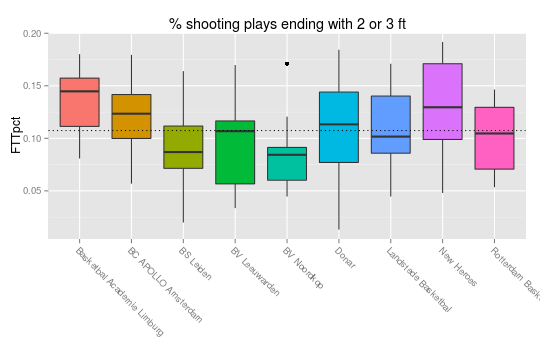 % shooting plays ending with 2 or 3 ft
FTTpct
0.20
0.15
0.10
0.05
Basketbal Academie Limburg
BC APOLLO Amsterdam
BS Leiden
BV Leeuwarden
BV Noordkop
Donar
Landstede Basketbal
New Heroes
Rotterdam Bask